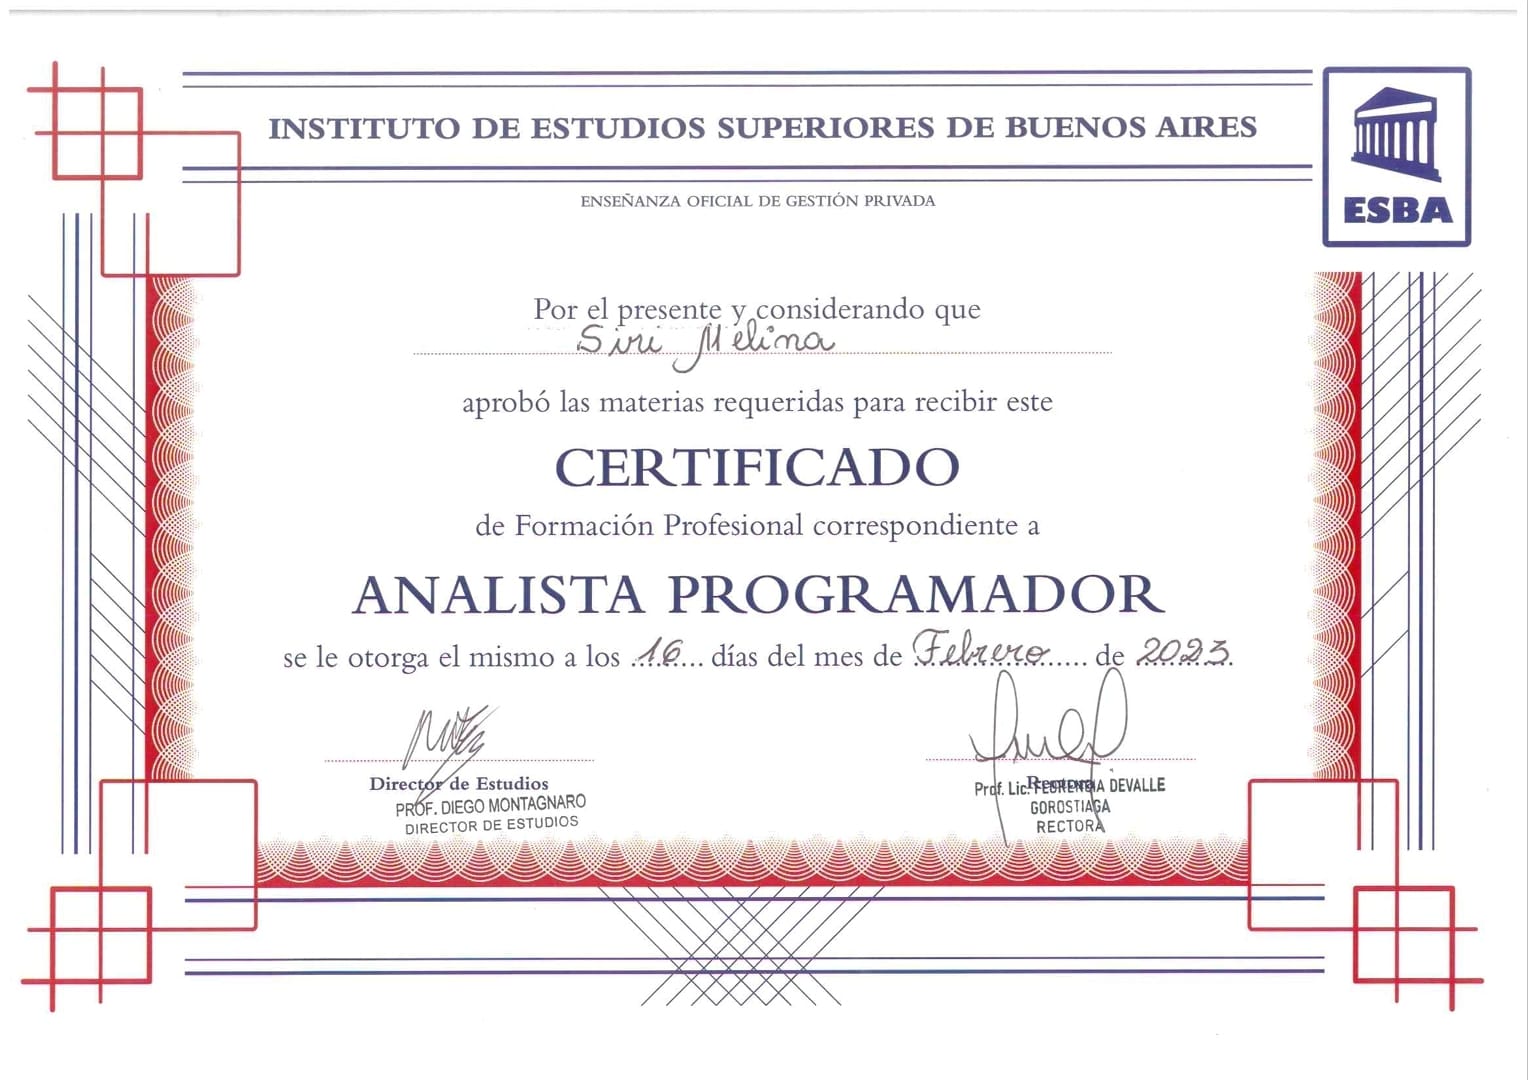 INSTITUTO DE ESTUDIOS SUPERIORES DE BUENOS AIRES
ESBA
ENSEÑANZA OFICIAL DE GESTIÓN PRIVADA
Por el presente y considerando que
Siri Melina
aprobó las materias requeridas para recibir este
CERTIFICADO
de Formación Profesional correspondiente a
ANALISTA PROGRAMADOR
se le otorga el mismo a los 16 días del mes de Febrero de 2023
Director de Estudios
PROF. DIEGO MONTAGNARO
DIRECTOR DE ESTUDIOS
Prof. Lic. FLORENCIA DEVALLE
GOROSTIAGA
RECTORA